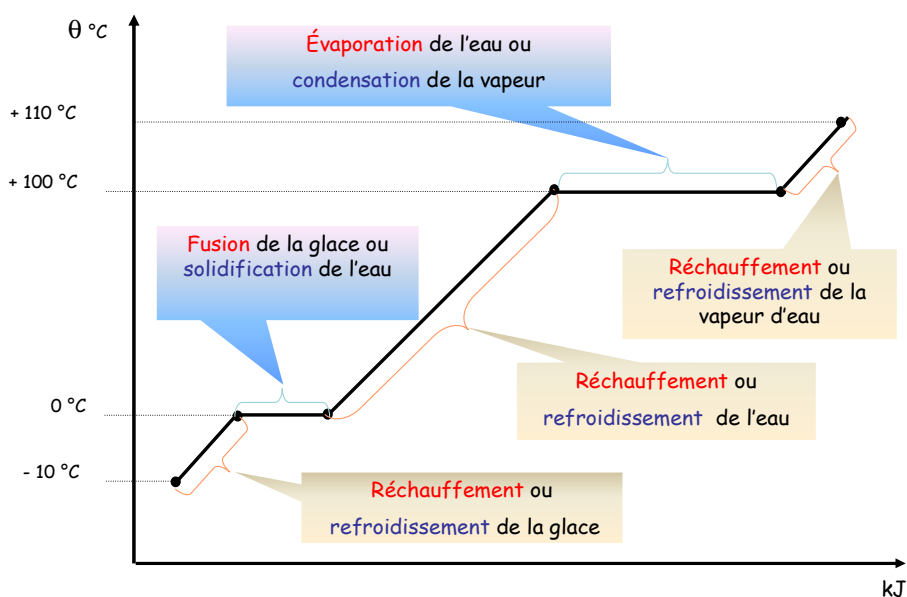 θ °C
Évaporation de l'eau ou
condensation de la vapeur
+ 110 °C
+ 100 °C
Fusion de la glace ou
solidification de l'eau
Réchauffement ou
refroidissement de la
vapeur d'eau
Réchauffement ou
refroidissement de l'eau
0 °C
- 10 °C
Réchauffement ou
refroidissement de la glace
kJ